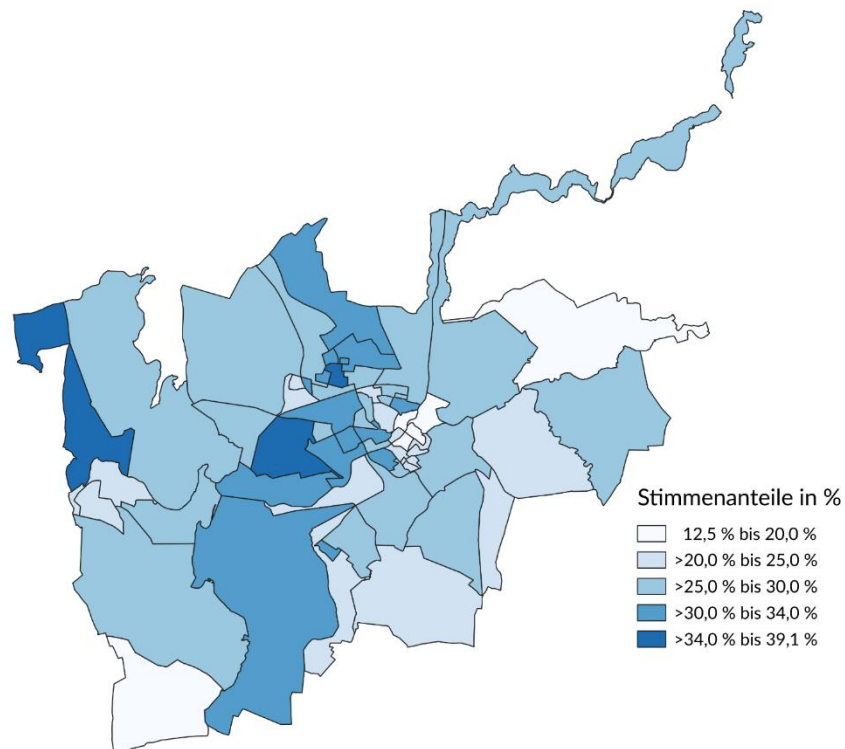 Stimmenanteile in %
12,5 % bis 20,0 %
>20,0 % bis 25,0 %
>25,0 % bis 30,0 %
>30,0 % bis 34,0 %
>34,0 % bis 39,1 %